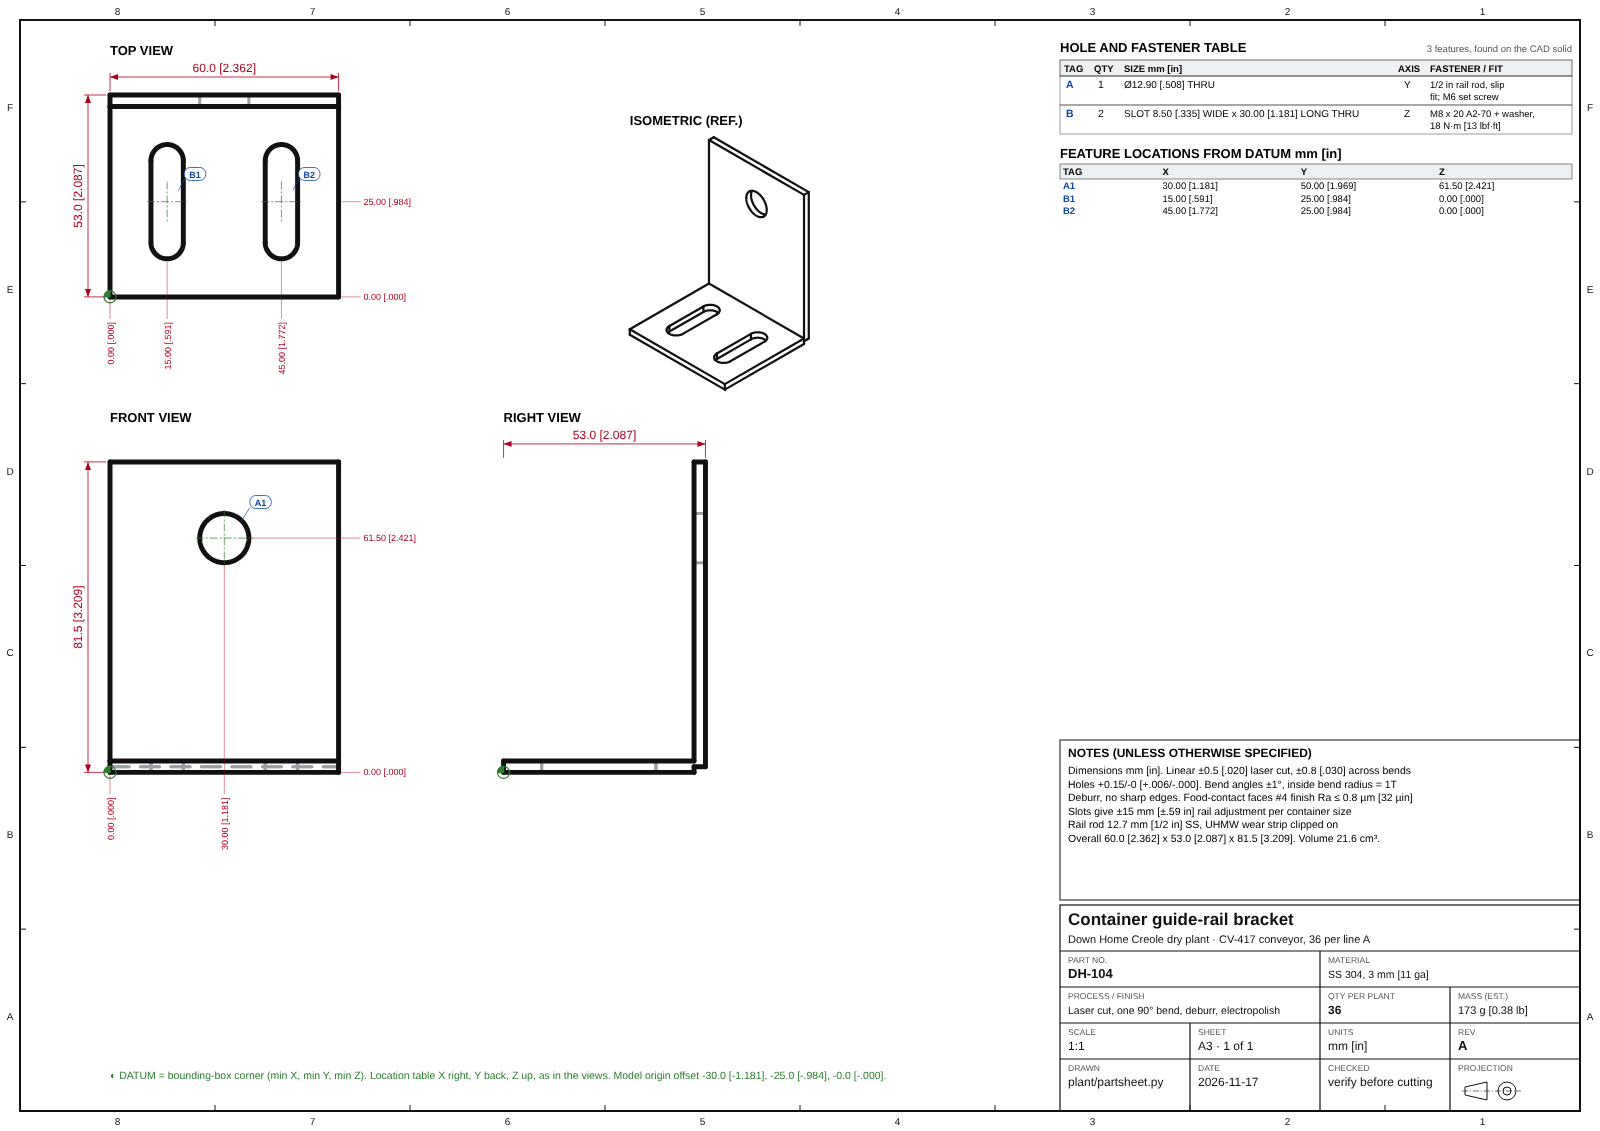 8 7 6 5 4 3 2 1
F F
E E
D D
C C
B B
A A
TOP VIEW
60.0 [2.362]
53.0 [2.087]
B1
B2
25.00 [.984]
0.00 [.000]
0.00 [.000]
15.00 [.591]
45.00 [1.772]
ISOMETRIC (REF.)
FRONT VIEW
81.5 [3.209]
A1
61.50 [2.421]
0.00 [.000]
0.00 [.000]
30.00 [1.181]
RIGHT VIEW
53.0 [2.087]
HOLE AND FASTENER TABLE 3 features, found on the CAD solid
TAG QTY SIZE mm [in] AXIS FASTENER / FIT
A 1 Ø12.90 [.508] THRU Y 1/2 in rail rod, slip
fit; M6 set screw
B 2 SLOT 8.50 [.335] WIDE x 30.00 [1.181] LONG THRU Z M8 x 20 A2-70 + washer,
18 N·m [13 lbf·ft]
FEATURE LOCATIONS FROM DATUM mm [in]
TAG X Y Z
A1 30.00 [1.181] 50.00 [1.969] 61.50 [2.421]
B1 15.00 [.591] 25.00 [.984] 0.00 [.000]
B2 45.00 [1.772] 25.00 [.984] 0.00 [.000]
NOTES (UNLESS OTHERWISE SPECIFIED)
Dimensions mm [in]. Linear ±0.5 [.020] laser cut, ±0.8 [.030] across bends
Holes +0.15/-0 [+.006/-.000]. Bend angles ±1°, inside bend radius = 1T
Deburr, no sharp edges. Food-contact faces #4 finish Ra ≤ 0.8 µm [32 µin]
Slots give ±15 mm [±.59 in] rail adjustment per container size
Rail rod 12.7 mm [1/2 in] SS, UHMW wear strip clipped on
Overall 60.0 [2.362] x 53.0 [2.087] x 81.5 [3.209]. Volume 21.6 cm³.
Container guide-rail bracket
Down Home Creole dry plant · CV-417 conveyor, 36 per line A
PART NO. MATERIAL
DH-104 SS 304, 3 mm [11 ga]
PROCESS / FINISH QTY PER PLANT MASS (EST.)
Laser cut, one 90° bend, deburr, electropolish 36 173 g [0.38 lb]
SCALE SHEET UNITS REV
1:1 A3 · 1 of 1 mm [in] A
DRAWN DATE CHECKED PROJECTION
plant/partsheet.py 2026-11-17 verify before cutting
DATUM = bounding-box corner (min X, min Y, min Z). Location table X right, Y back, Z up, as in the views. Model origin offset -30.0 [-1.181], -25.0 [-.984], -0.0 [-.000].
8 7 6 5 4 3 2 1